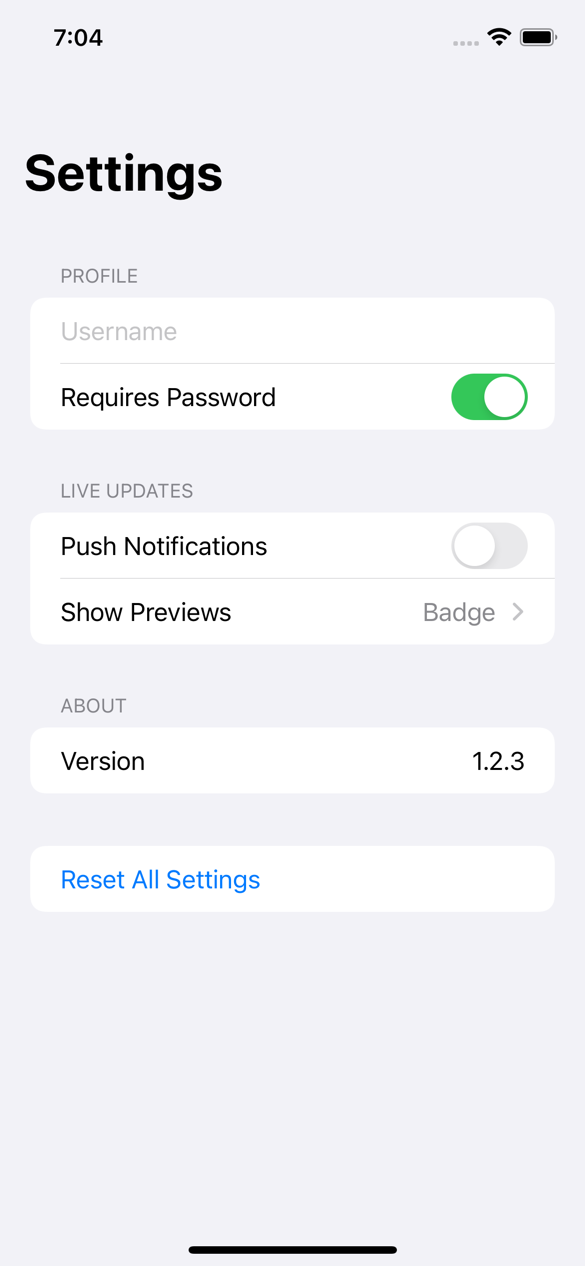 7:04
Settings
PROFILE
Username
Requires Password
LIVE UPDATES
Push Notifications
Show Previews Badge
ABOUT
Version 1.2.3
Reset All Settings